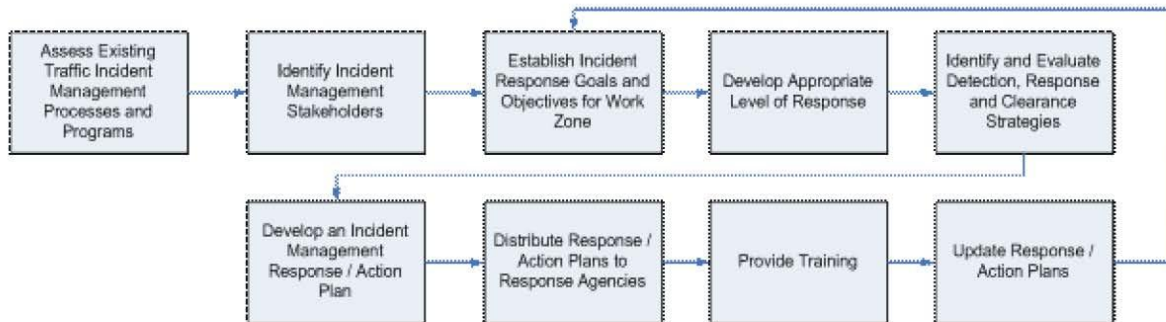 Assess Existing
Traffic Incident
Management
Processes and
Programs
Identify Incident
Management
Stakeholders
Establish Incident
Response Goals and
Objectives for Work
Zone
Develop Appropriate
Level of Response
Identify and Evaluate
Detection, Response
and Clearance
Strategies
Develop an Incident
Management
Response / Action
Plan
Distribute Response /
Action Plans to
Response Agencies
Provide Training
Update Response /
Action Plans